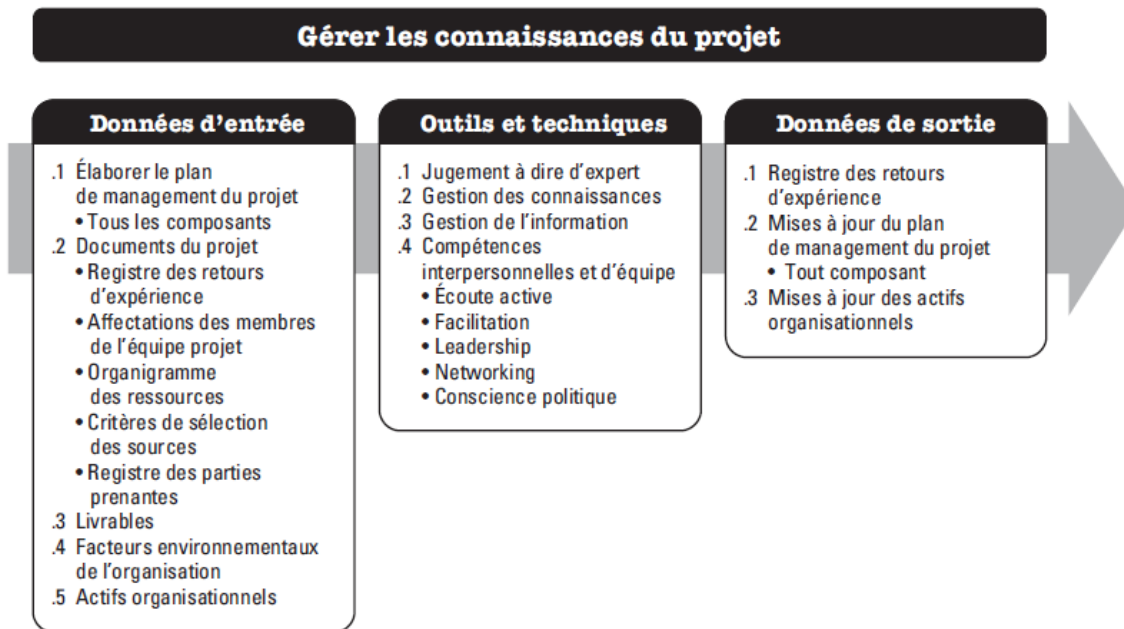 Gérer les connaissances du projet
Données d'entrée
.1 Élaborer le plan
de management du projet
• Tous les composants
.2 Documents du projet
• Registre des retours
d'expérience
• Affectations des membres
de l'équipe projet
• Organigramme
des ressources
• Critères de sélection
des sources
• Registre des parties
prenantes
.3 Livrables
.4 Facteurs environnementaux
de l'organisation
.5 Actifs organisationnels
Outils et techniques
.1 Jugement à dire d'expert
.2 Gestion des connaissances
.3 Gestion de l'information
.4 Compétences
interpersonnelles et d'équipe
• Écoute active
• Facilitation
• Leadership
• Networking
• Conscience politique
Données de sortie
.1 Registre des retours
d'expérience
.2 Mises à jour du plan
de management du projet
• Tout composant
.3 Mises à jour des actifs
organisationnels